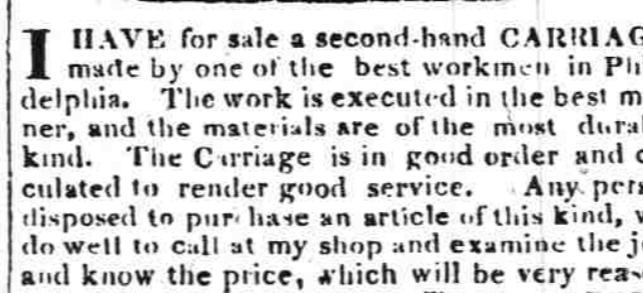 I HAVE for sale a second-hand CARRIAG
made by one of the best workmen in Phi
delphia. The work is executed in the best m
ner, and the materials are of the most dura
kind. The Carriage is in good order and c
culated to render good service. Any pers
disposed to purchase an article of this kind,
do well to call at my shop and examine the j
and know the price, which will be very rea-